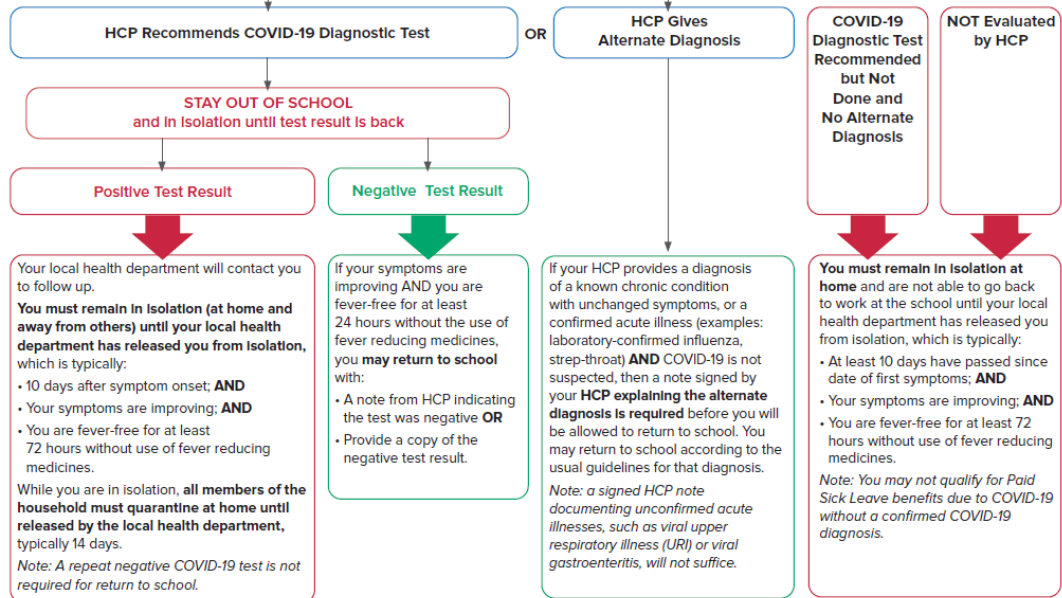 HCP Recommends COVID-19 Diagnostic Test
OR
HCP Gives
Alternate Diagnosis
COVID-19
Diagnostic Test
Recommended
but Not
Done and
No Alternate
Diagnosis
NOT Evaluated
by HCP
STAY OUT OF SCHOOL
and in isolation until test result is back
Positive Test Result
Negative Test Result
Your local health department will contact you
to follow up.
You must remain in isolation (at home and
away from others) until your local health
department has released you from isolation,
which is typically:
• 10 days after symptom onset; AND
• Your symptoms are improving; AND
• You are fever-free for at least
72 hours without use of fever reducing
medicines.
While you are in isolation, all members of the
household must quarantine at home until
released by the local health department,
typically 14 days.
Note: A repeat negative COVID-19 test is not
required for return to school.
If your symptoms are
improving AND you are
fever-free for at least
24 hours without the use of
fever reducing medicines,
you may return to school
with:
• A note from HCP indicating
the test was negative OR
• Provide a copy of the
negative test result.
If your HCP provides a diagnosis
of a known chronic condition
with unchanged symptoms, or a
confirmed acute illness (examples:
laboratory-confirmed influenza,
strep-throat) AND COVID-19 is not
suspected, then a note signed by
your HCP explaining the alternate
diagnosis is required before you will
be allowed to return to school. You
may return to school according to the
usual guidelines for that diagnosis.
Note: a signed HCP note
documenting unconfirmed acute
illnesses, such as viral upper
respiratory illness (URI) or viral
gastroenteritis, will not suffice.
You must remain in isolation at
home and are not able to go back
to work at the school until your local
health department has released you
from isolation, which is typically:
• At least 10 days have passed since
date of first symptoms; AND
• Your symptoms are improving; AND
• You are fever-free for at least 72
hours without use of fever reducing
medicines.
Note: You may not qualify for Paid
Sick Leave benefits due to COVID-19
without a confirmed COVID-19
diagnosis.